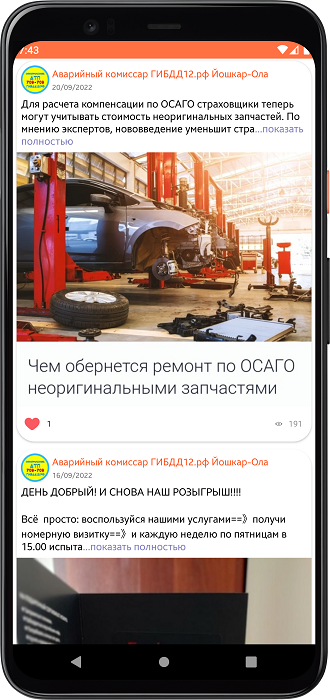 7:43
Аварийный комиссар ГИБДД12.рф Йошкар-Ола
20/09/2022
Для расчета компенсации по ОСАГО страховщики теперь
могут учитывать стоимость неоригинальных запчастей. По
мнению экспертов, нововведение уменьшит стра...показать
полностью
Чем обернется ремонт по ОСАГО
неоригинальными запчастями
1
191
Аварийный комиссар ГИБДД12.рф Йошкар-Ола
16/09/2022
ДЕНЬ ДОБРЫЙ! И СНОВА НАШ РОЗЫГРЫШ!!!!
Всё просто: воспользуйся нашими услугами==》получи
номерную визитку==》и каждую неделю по пятницам в
15.00 испыта...показать полностью